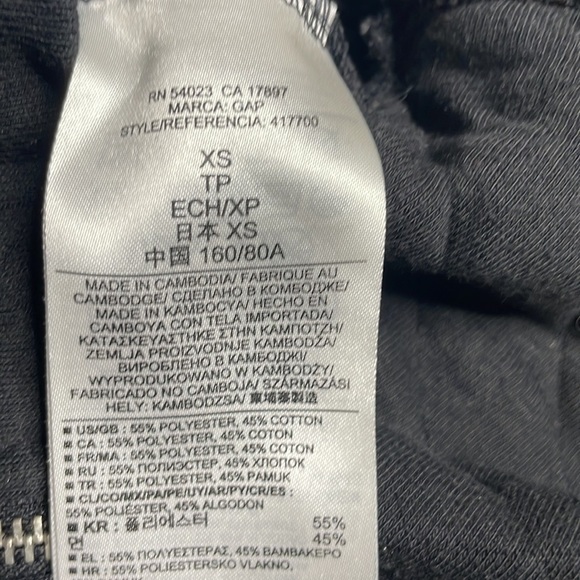 RN 54023 CA 17897
MARCA: GAP
STYLE/REFERENCIA: 417700
XS
TP
ECH/XP
日本 XS
中国 160/80A
MADE IN CAMBODIA/ FABRIQUE AU
CAMBODGE/ СДЕЛАНО В КОМБОДЖЕ/
MADE IN KAMBOÇYA/ HECHO EN
CAMBOYA CON TELA IMPORTADA/
ΚΑΤΑΣΚΕΥΑΣΤΗΚΕ ΣΤΗΝ ΚΑΜΠΟΤΖΗ/
ZEMLJA PROIZVODNJE KAMBODŽA/
ВИРОБЛЕНО В КАМБОДЖІ/
WYPRODUKOWANO W KAMBODŻY/
FABRICADO NO CAMBOJA/ SZÁRMAZÁSI
HELY: KAMBODZSA/ 柬埔寨製造
US/GB : 55% POLYESTER, 45% COTTON
CA : 55% POLYESTER, 45% COTON
FR/MA : 55% POLYESTER, 45% COTON
RU : 55% ПОЛИЭСТЕР, 45% ХЛОПОК
TR : 55% POLYESTER, 45% PAMUK
CL/CO/MX/PA/PE/UY/AR/PY/CR/ES :
55% POLIÉSTER, 45% ALGODON
KR : 폴리에스터 55%
면 45%
EL : 55% ΠΟΛΥΕΣΤΕΡΑΣ, 45% ΒΑΜΒΑΚΕΡΟ
HR : 55% POLIESTERSKO VLAKNO,